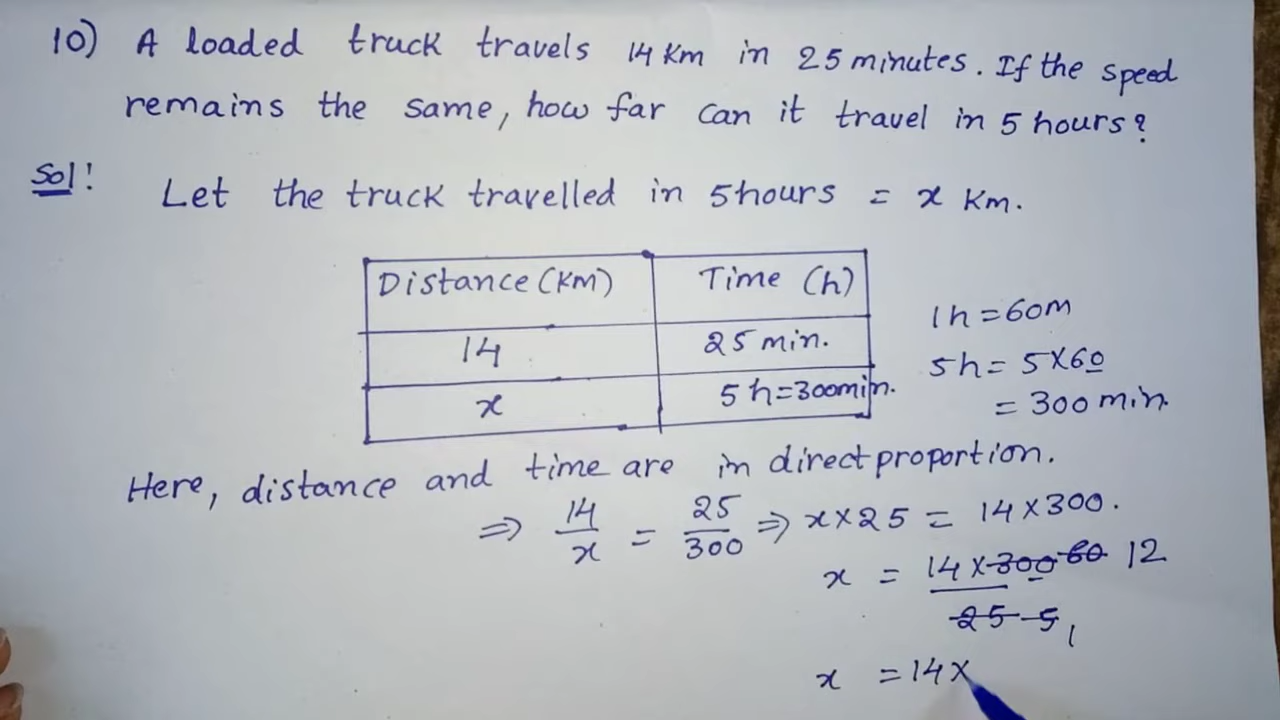 10) A loaded truck travels 14 Km in 25 minutes. If the speed
remains the same, how far can it travel in 5 hours?
Sol!
Let the truck travelled in 5 hours = x Km.
Distance (Km) Time (h)
14 25 min.
x 5 h = 300 min.
1 h = 60m
5 h = 5 × 60
= 300 min.
Here, distance and time are in direct proportion.
⇒ 14/x = 25/300 ⇒ x × 25 = 14 × 300.
x = 14 × 300 60 12
25 5 1
x = 14 ×